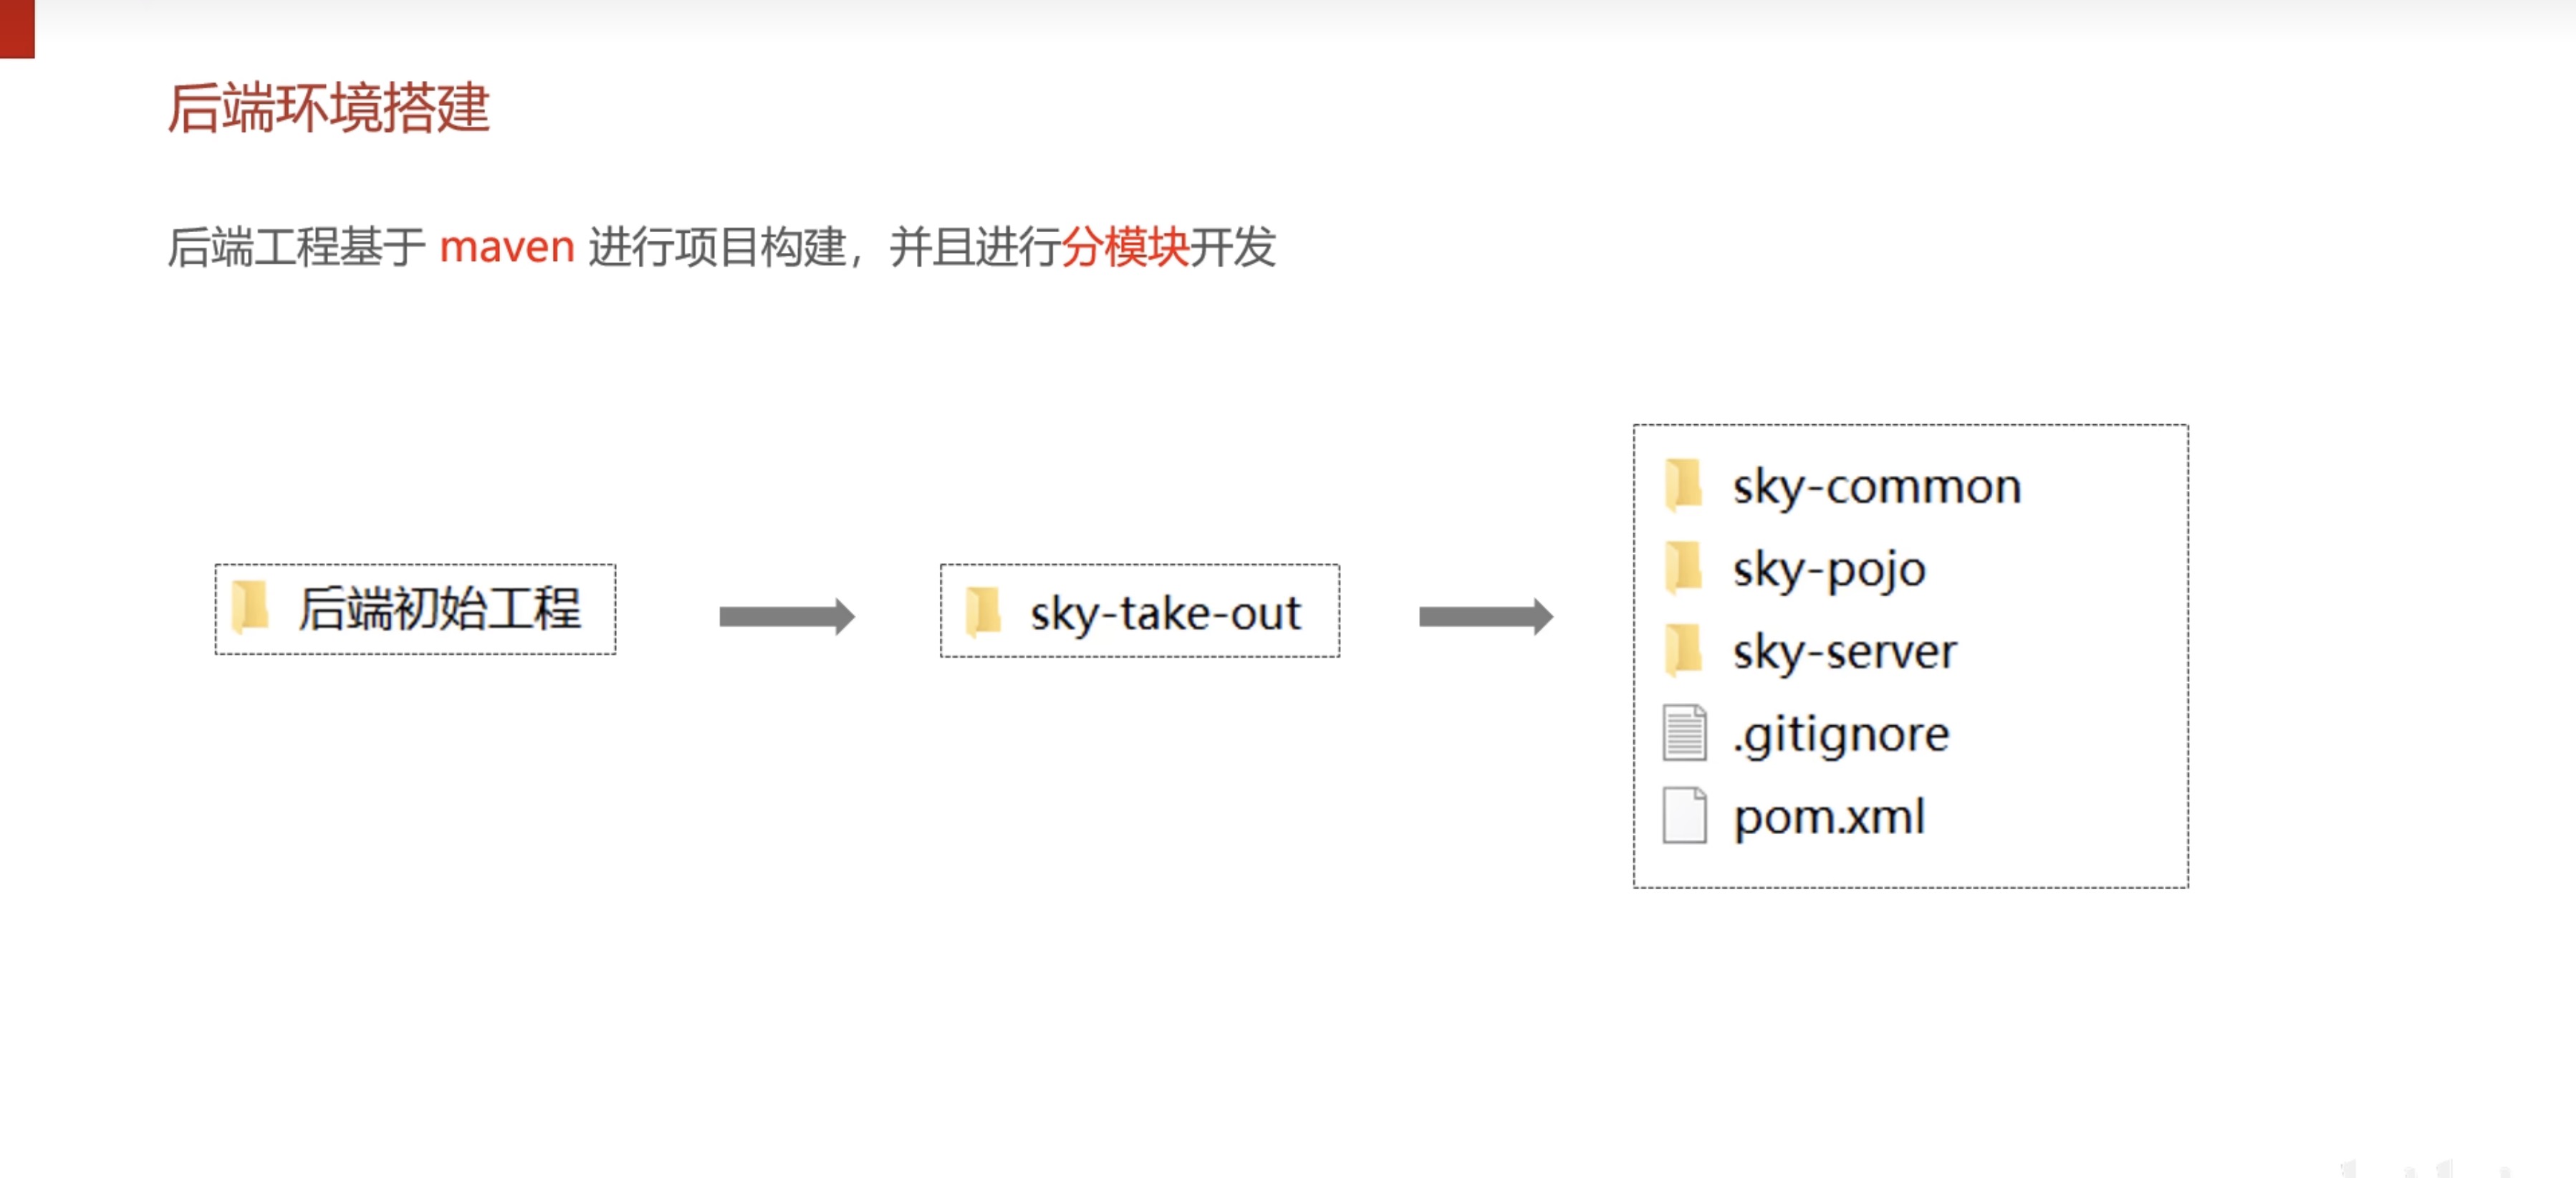 后端环境搭建
后端工程基于 maven 进行项目构建，并且进行分模块开发
后端初始工程
sky-take-out
sky-common
sky-pojo
sky-server
.gitignore
pom.xml